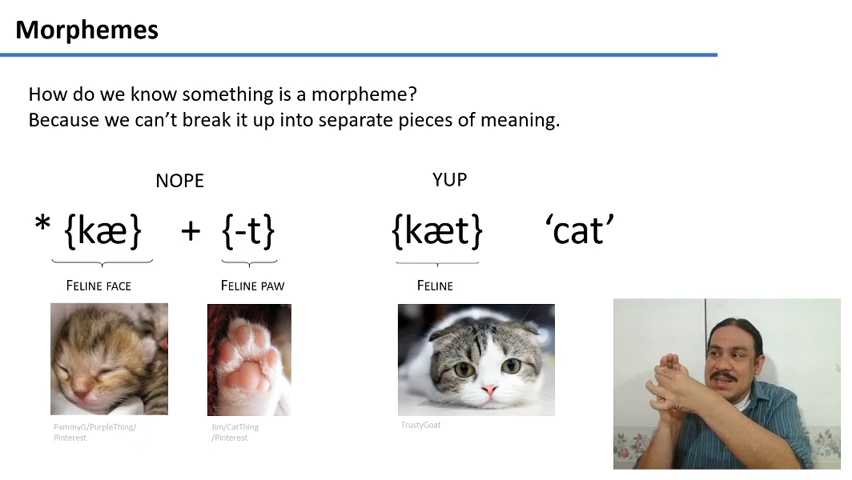 Morphemes
How do we know something is a morpheme?
Because we can’t break it up into separate pieces of meaning.
NOPE
YUP
* {kæ} + {-t}
{kæt} ‘cat’
FELINE FACE
FELINE PAW
FELINE
PammyG/PurpleThing/
Pinterest
Jim/CatThing
/Pinterest
TrustyGoat